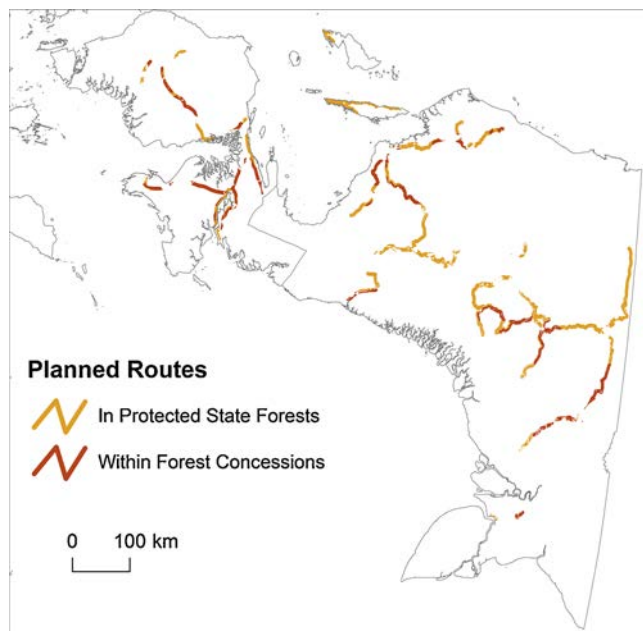 Planned Routes
In Protected State Forests
Within Forest Concessions
0 100 km